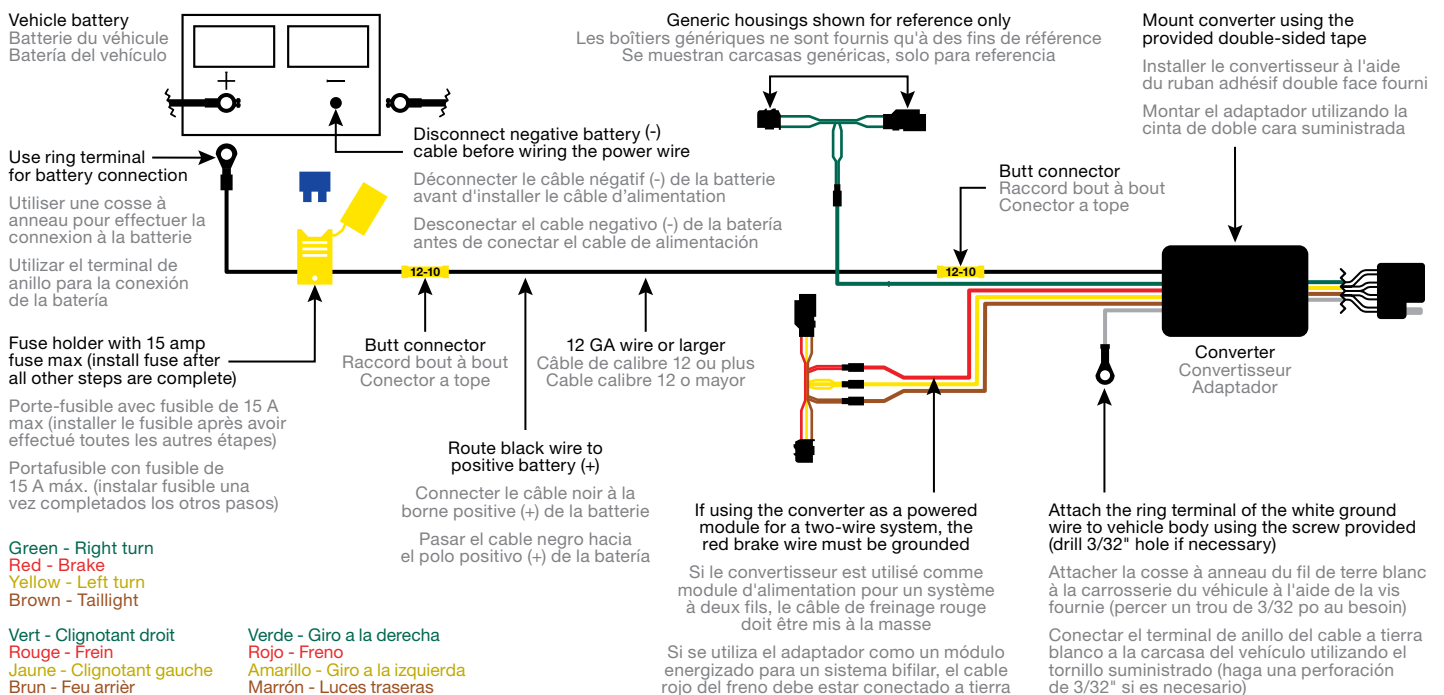 Vehicle battery
Batterie du véhicule
Batería del vehículo
+
−
Generic housings shown for reference only
Les boîtiers génériques ne sont fournis qu'à des fins de référence
Se muestran carcasas genéricas, solo para referencia
Mount converter using the
provided double-sided tape
Installer le convertisseur à l'aide
du ruban adhésif double face fourni
Montar el adaptador utilizando la
cinta de doble cara suministrada
Disconnect negative battery (-)
cable before wiring the power wire
Déconnecter le câble négatif (-) de la batterie
avant d'installer le câble d'alimentation
Desconectar el cable negativo (-) de la batería
antes de conectar el cable de alimentación
Use ring terminal
for battery connection
Utiliser une cosse à
anneau pour effectuer la
connexion à la batterie
Utilizar el terminal de
anillo para la conexión
de la batería
Butt connector
Raccord bout à bout
Conector a tope
12-10
12-10
Fuse holder with 15 amp
fuse max (install fuse after
all other steps are complete)
Porte-fusible avec fusible de 15 A
max (installer le fusible après avoir
effectué toutes les autres étapes)
Portafusible con fusible de
15 A máx. (instalar fusible una
vez completados los otros pasos)
Butt connector
Raccord bout à bout
Conector a tope
12 GA wire or larger
Câble de calibre 12 ou plus
Cable calibre 12 o mayor
Converter
Convertisseur
Adaptador
Route black wire to
positive battery (+)
Connecter le câble noir à la
borne positive (+) de la batterie
Pasar el cable negro hacia
el polo positivo (+) de la batería
If using the converter as a powered
module for a two-wire system, the
red brake wire must be grounded
Si le convertisseur est utilisé comme
module d'alimentation pour un système
à deux fils, le câble de freinage rouge
doit être mis à la masse
Si se utiliza el adaptador como un módulo
energizado para un sistema bifilar, el cable
rojo del freno debe estar conectado a tierra
Attach the ring terminal of the white ground
wire to vehicle body using the screw provided
(drill 3/32" hole if necessary)
Attacher la cosse à anneau du fil de terre blanc
à la carrosserie du véhicule à l'aide de la vis
fournie (percer un trou de 3/32 po au besoin)
Conectar el terminal de anillo del cable a tierra
blanco a la carcasa del vehículo utilizando el
tornillo suministrado (haga una perforación
de 3/32" si es necesario)
Green - Right turn
Red - Brake
Yellow - Left turn
Brown - Taillight
Vert - Clignotant droit
Rouge - Frein
Jaune - Clignotant gauche
Brun - Feu arrièr
Verde - Giro a la derecha
Rojo - Freno
Amarillo - Giro a la izquierda
Marrón - Luces traseras